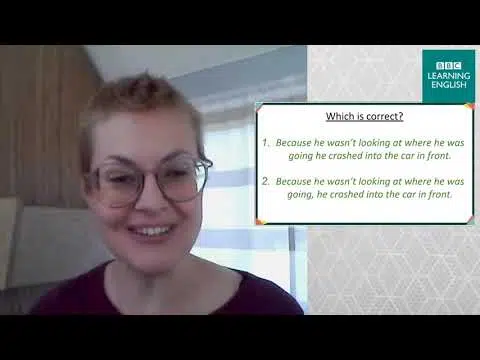 BBC
LEARNING
ENGLISH
Which is correct?
1. Because he wasn't looking at where he was
going he crashed into the car in front.
2. Because he wasn't looking at where he was
going, he crashed into the car in front.